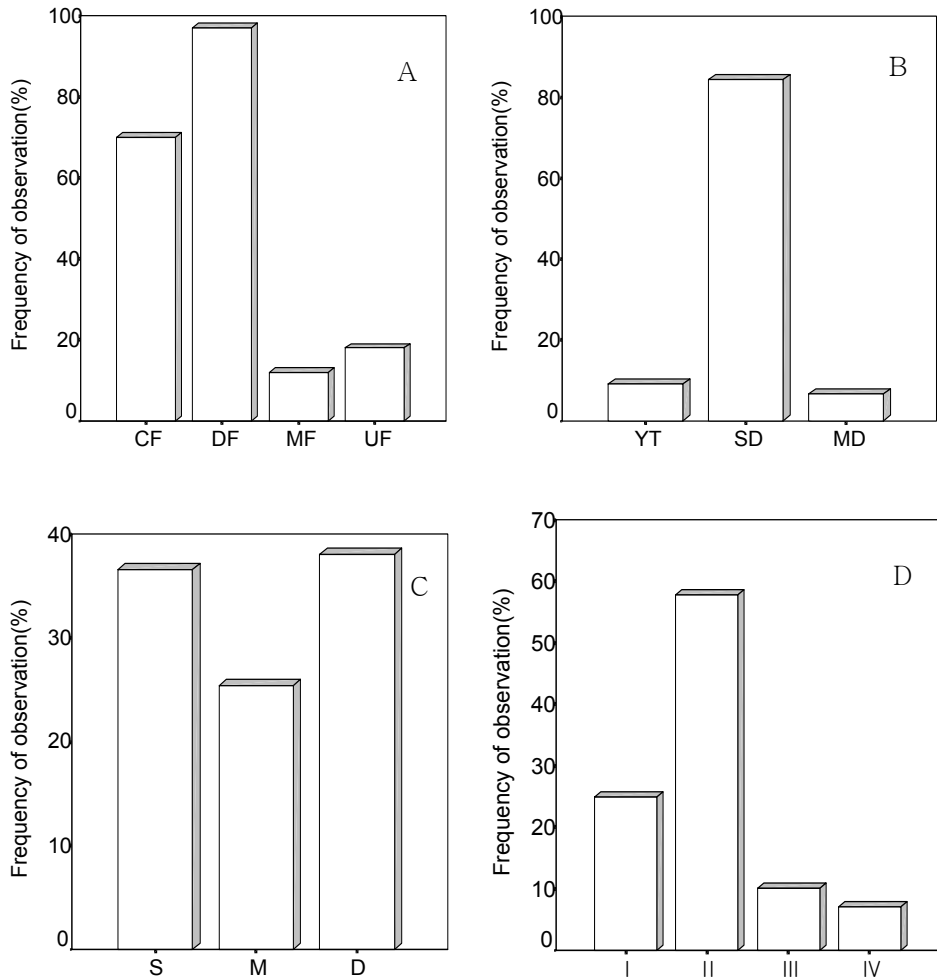 A
Frequency of observation(%)
100
80
60
40
20
0
CF DF MF UF
B
Frequency of observation(%)
100
80
60
40
20
0
YT SD MD
C
Frequency of observation(%)
40
30
20
10
0
S M D
D
Frequency of observation(%)
70
60
50
40
30
20
10
0
I II III IV